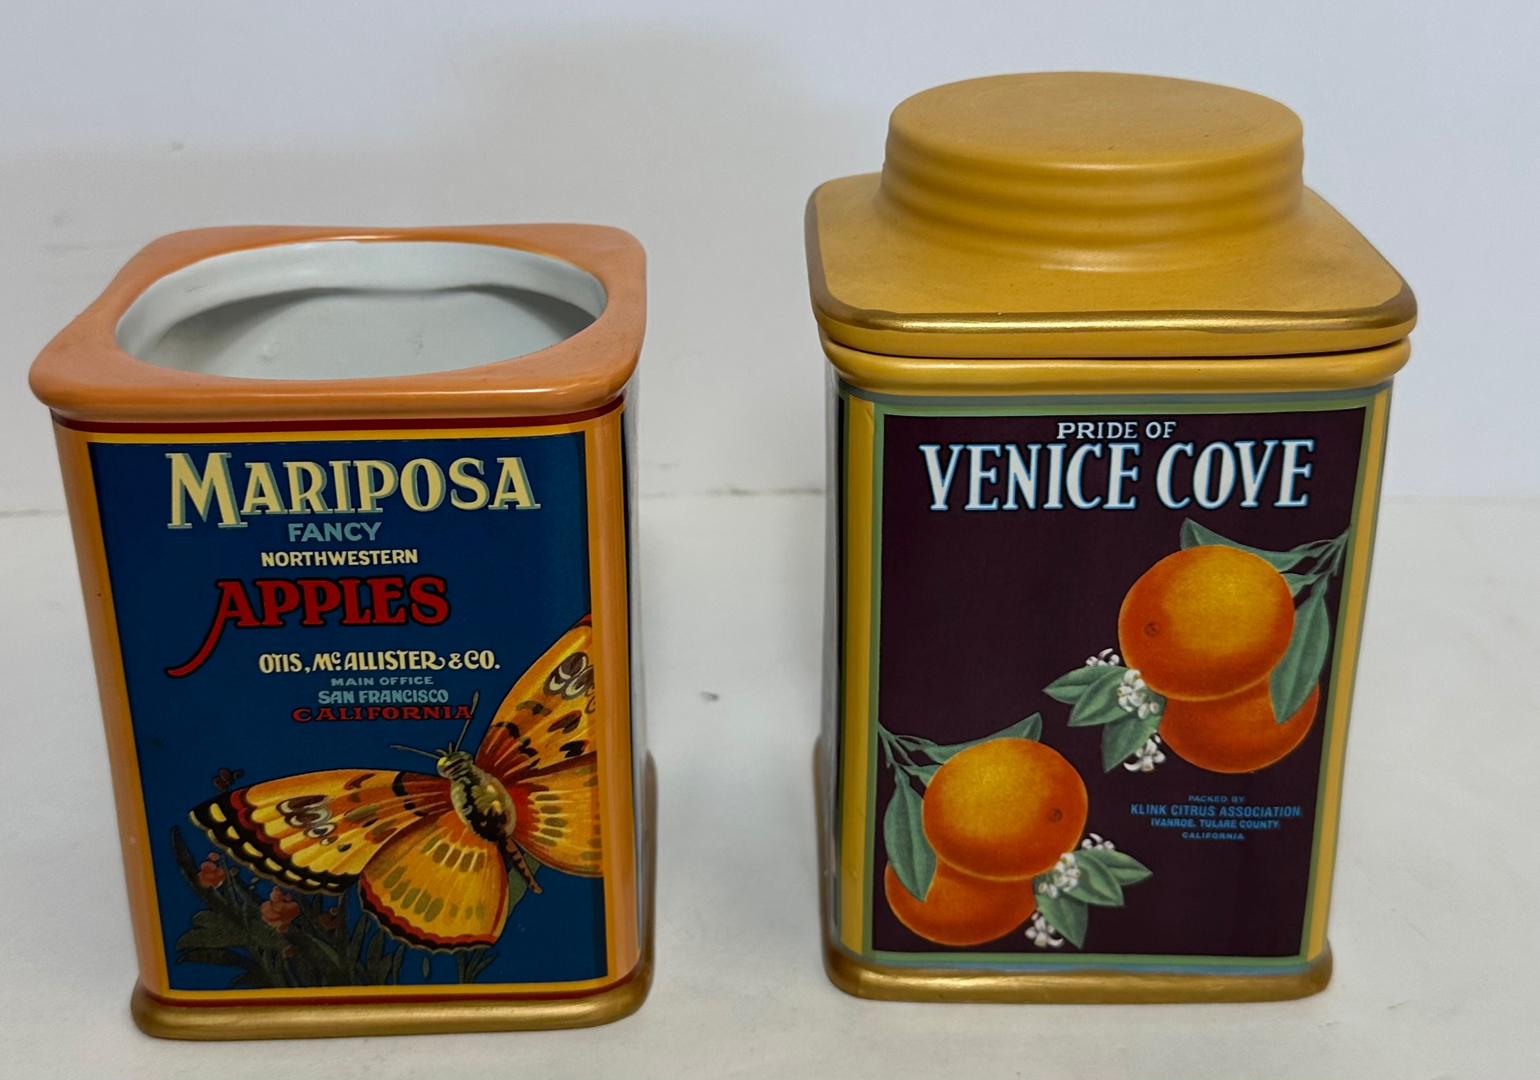 MARIPOSA
FANCY
NORTHWESTERN
APPLES
OTIS, McALLISTER & CO.
MAIN OFFICE
SAN FRANCISCO
CALIFORNIA
PRIDE OF
VENICE COVE
PACKED BY
KLINK CITRUS ASSOCIATION
IVANROE, TULARE COUNTY
CALIFORNIA